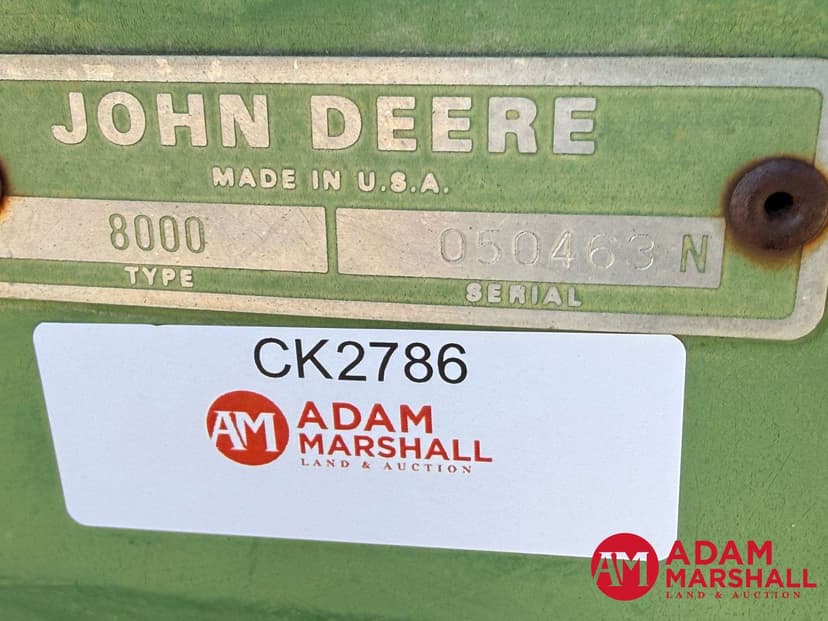 JOHN DEERE
MADE IN U.S.A.
8000
050463 N
TYPE
SERIAL
CK2786
AM
ADAM
MARSHALL
LAND & AUCTION
AM
ADAM
MARSHALL
LAND & AUCTION